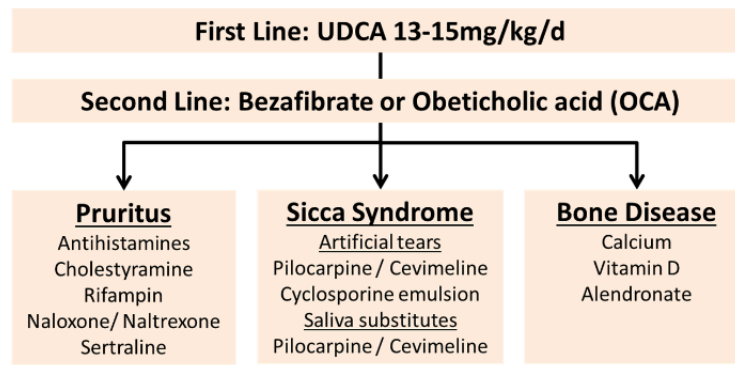 First Line: UDCA 13-15mg/kg/d
Second Line: Bezafibrate or Obeticholic acid (OCA)
Pruritus
Antihistamines
Cholestyramine
Rifampin
Naloxone/ Naltrexone
Sertraline
Sicca Syndrome
Artificial tears
Pilocarpine / Cevimeline
Cyclosporine emulsion
Saliva substitutes
Pilocarpine / Cevimeline
Bone Disease
Calcium
Vitamin D
Alendronate